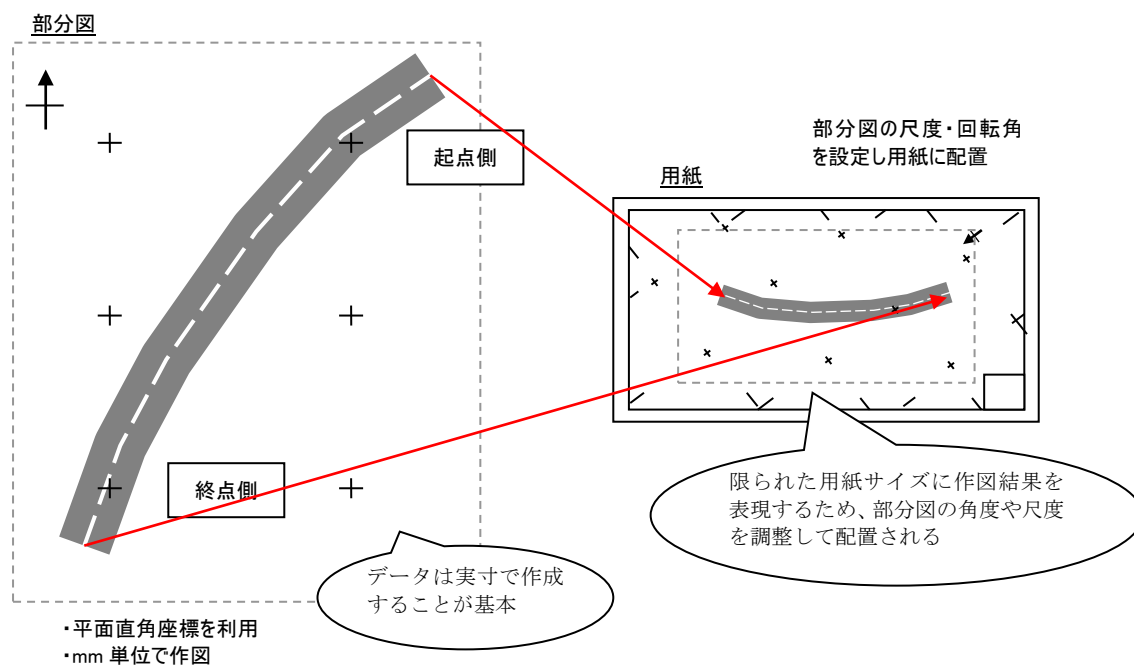 部分図
起点側
部分図の尺度・回転角
を設定し用紙に配置
用紙
終点側
限られた用紙サイズに作図結果を
表現するため、部分図の角度や尺度
を調整して配置される
データは実寸で作成
することが基本
・平面直角座標を利用
・mm 単位で作図